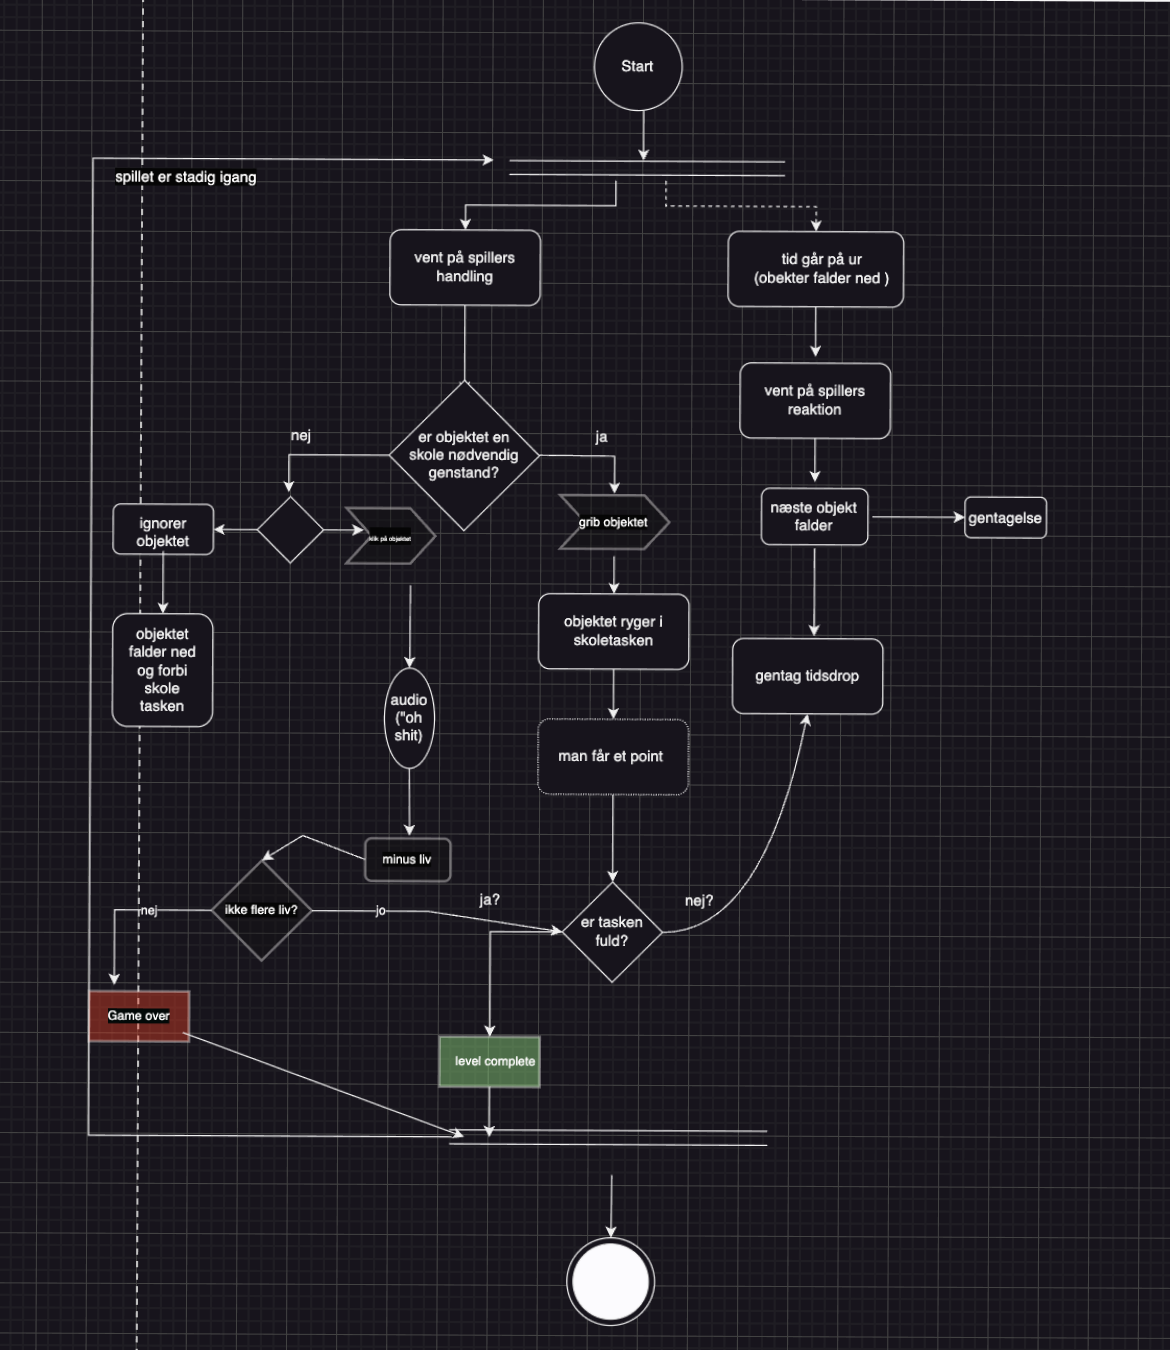 Start
spillet er stadig igang
vent på spillers
handling
tid går på ur
(obekter falder ned )
vent på spillers
reaktion
nej
er objektet en
skole nødvendig
genstand?
ja
ignorer
objektet
klik på objektet
grib objektet
næste objekt
falder
gentagelse
objektet
falder ned
og forbi
skole
tasken
audio
("oh
shit)
objektet ryger i
skoletasken
gentag tidsdrop
man får et point
minus liv
nej
ikke flere liv?
jo
ja?
er tasken
fuld?
nej?
Game over
level complete